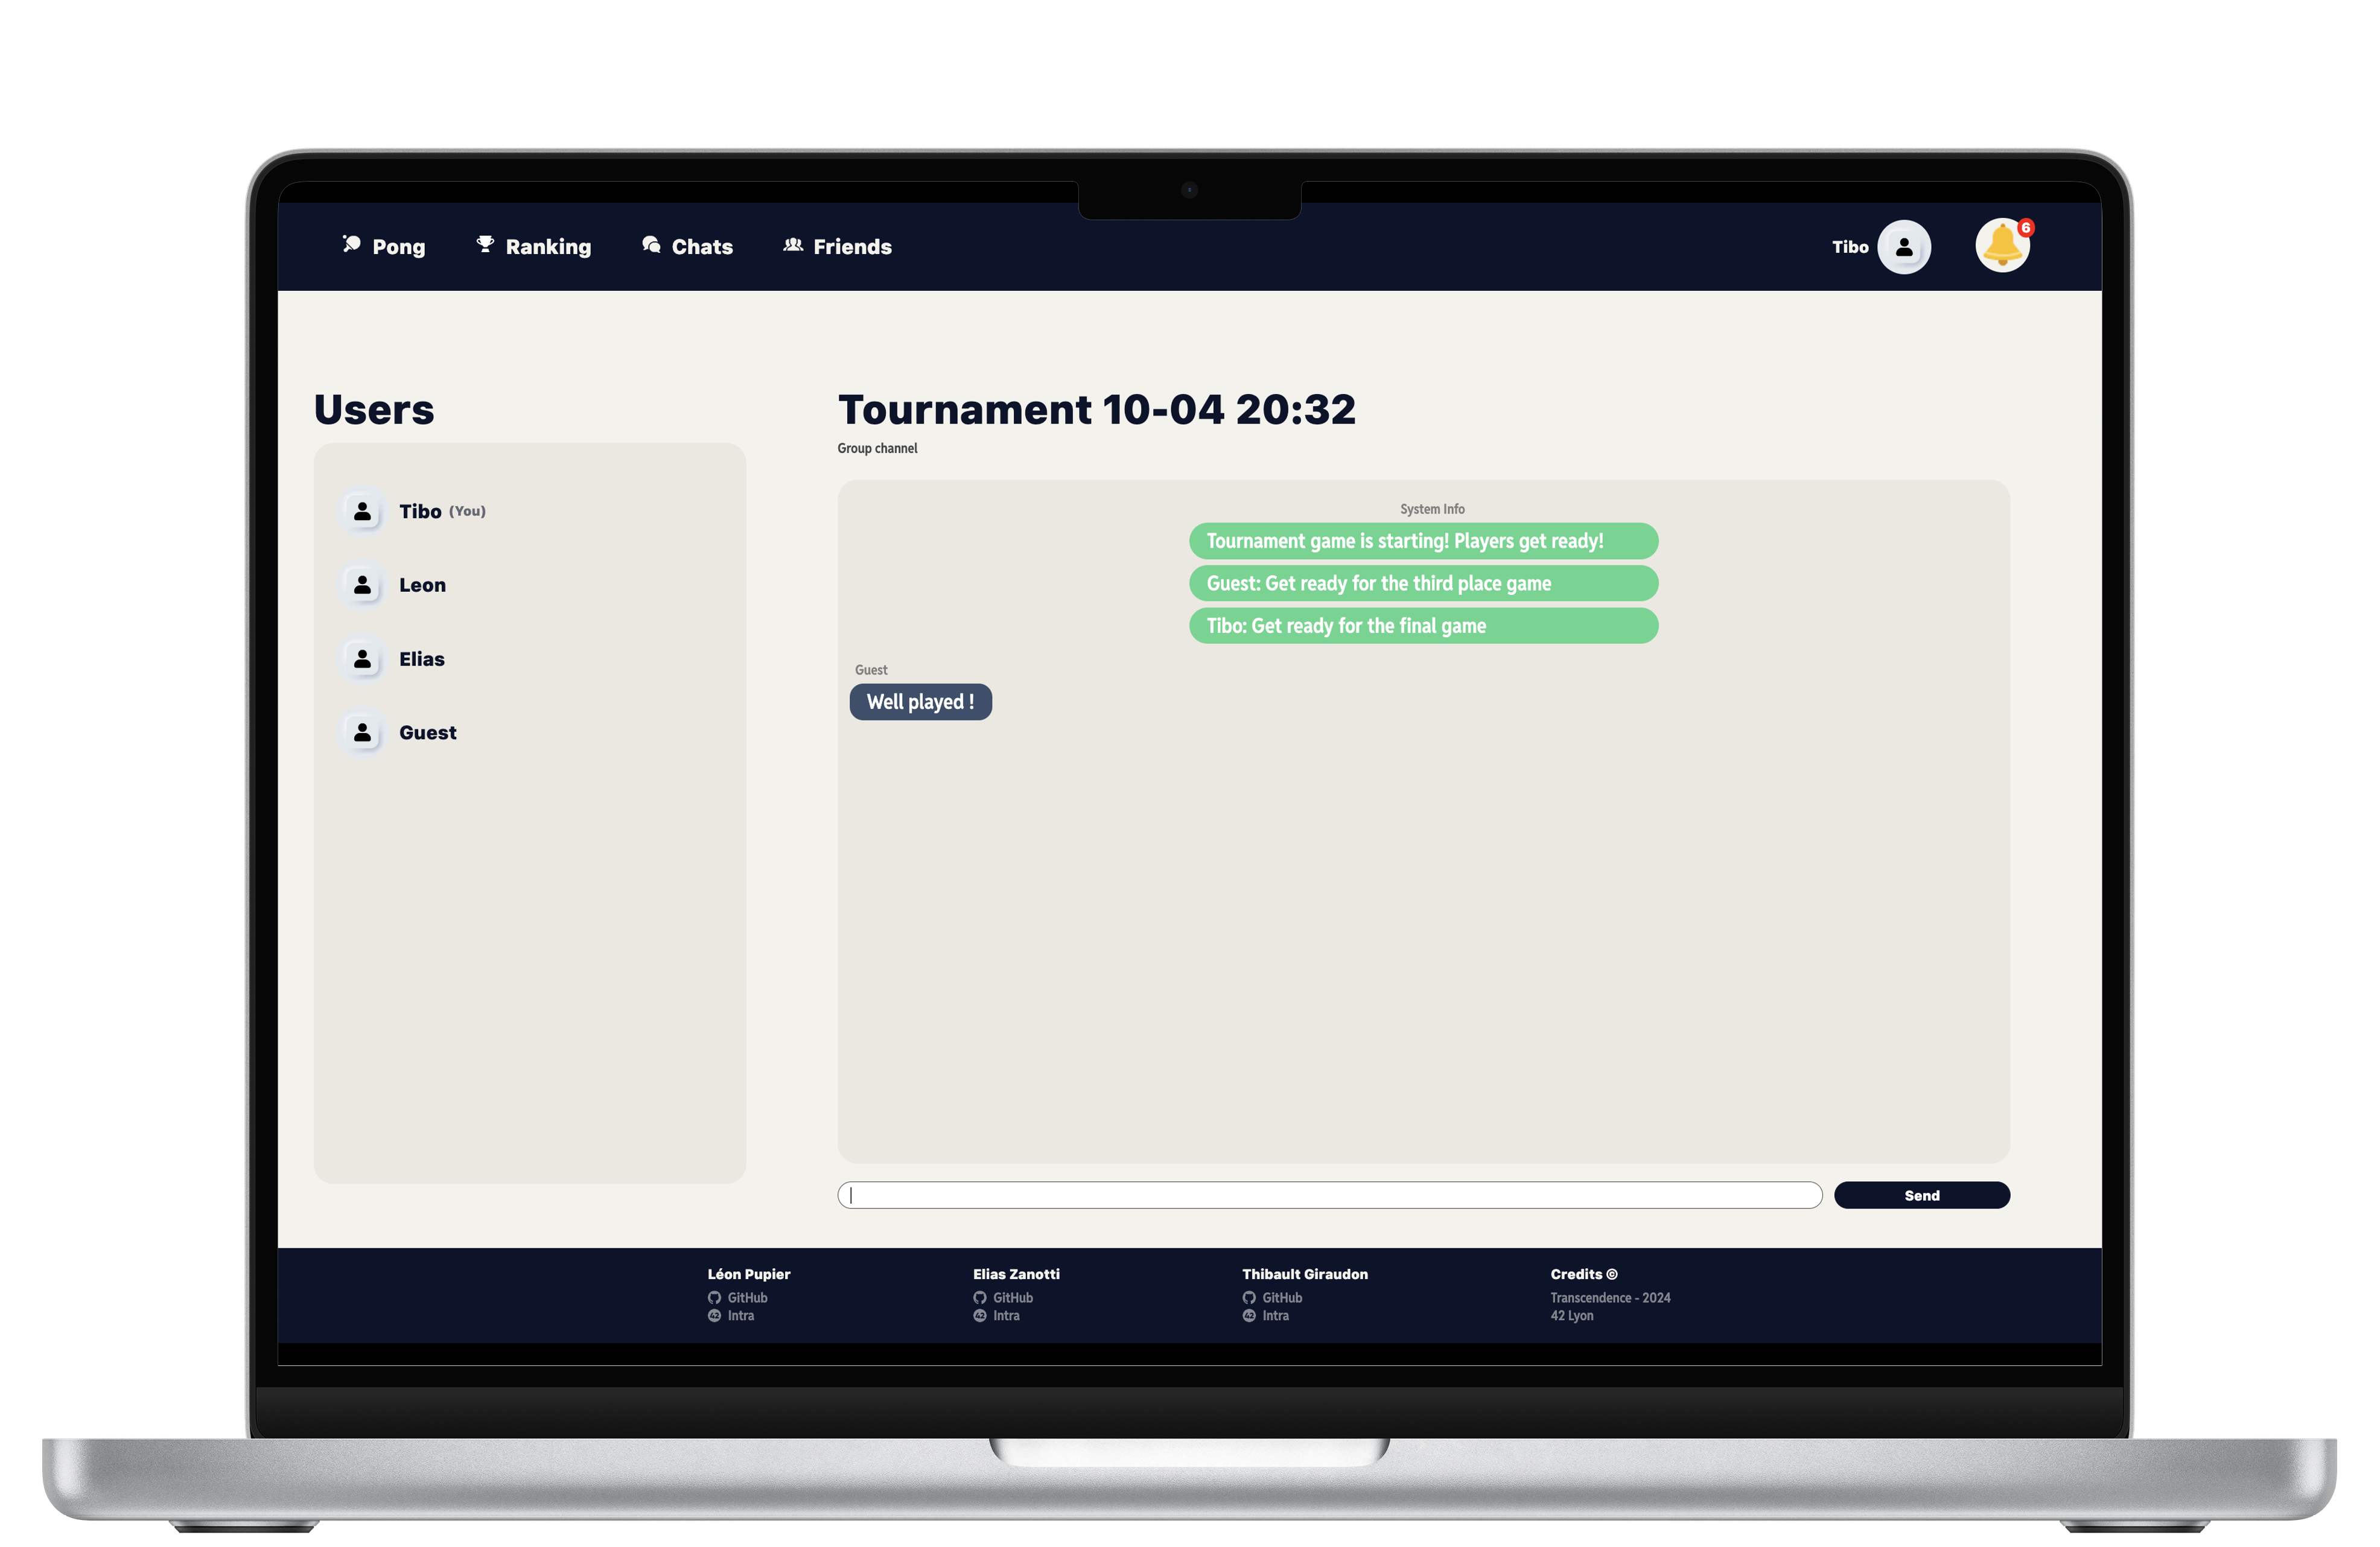 Pong Ranking Chats Friends Tibo 6
Users
Tibo (You)
Leon
Elias
Guest
Tournament 10-04 20:32
Group channel
System Info
Tournament game is starting! Players get ready!
Guest: Get ready for the third place game
Tibo: Get ready for the final game
Guest
Well played !
Send
Léon Pupier
GitHub
42 Intra
Elias Zanotti
GitHub
42 Intra
Thibault Giraudon
GitHub
42 Intra
Credits ©
Transcendence - 2024
42 Lyon